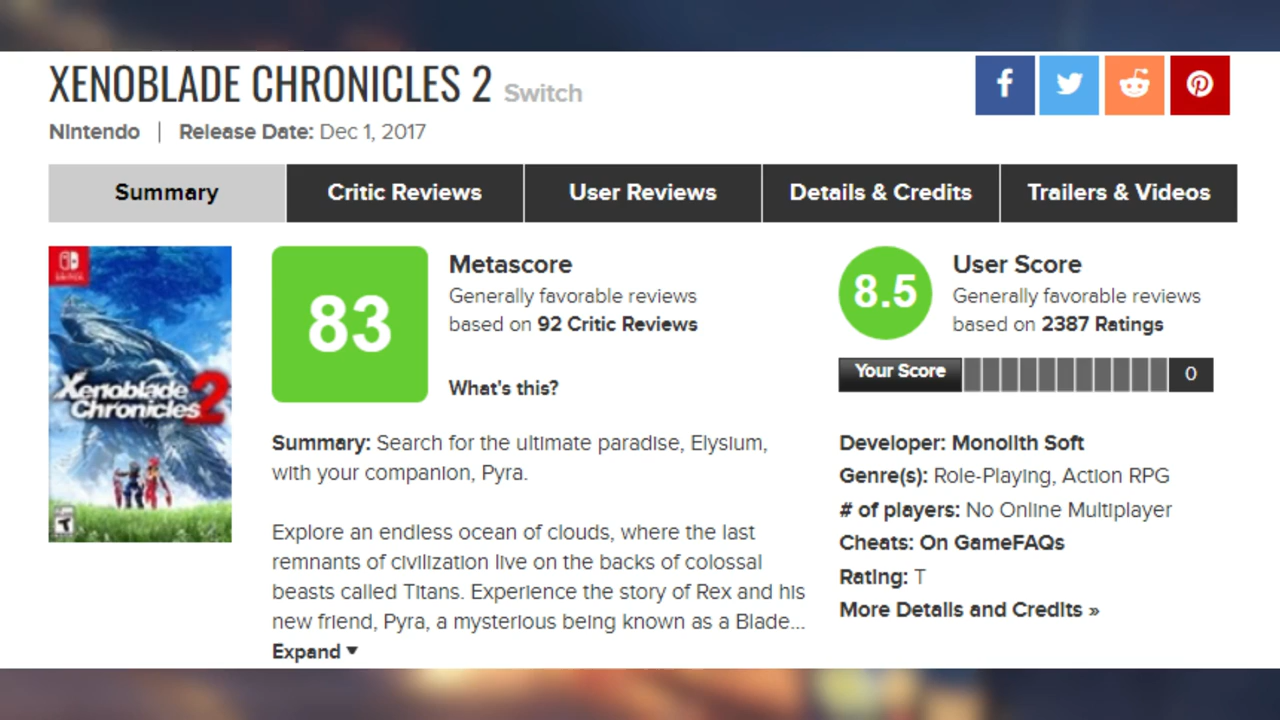 XENOBLADE CHRONICLES 2 Switch
Nintendo | Release Date: Dec 1, 2017
Summary
Critic Reviews
User Reviews
Details & Credits
Trailers & Videos
Xenoblade
Chronicles 2
T
83
Metascore
Generally favorable reviews
based on 92 Critic Reviews
What's this?
Summary: Search for the ultimate paradise, Elysium,
with your companion, Pyra.
Explore an endless ocean of clouds, where the last
remnants of civilization live on the backs of colossal
beasts called Titans. Experience the story of Rex and his
new friend, Pyra, a mysterious being known as a Blade...
Expand
8.5
User Score
Generally favorable reviews
based on 2387 Ratings
Your Score
0
Developer: Monolith Soft
Genre(s): Role-Playing, Action RPG
# of players: No Online Multiplayer
Cheats: On GameFAQs
Rating: T
More Details and Credits »